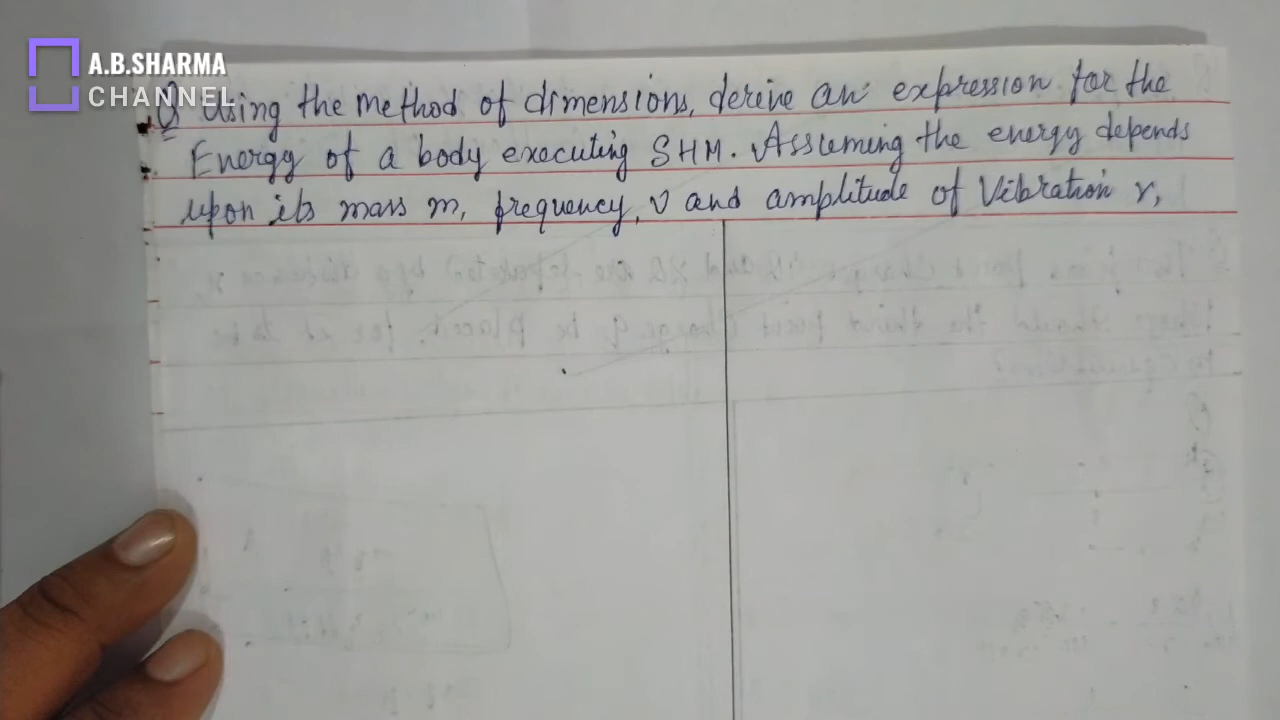 A.B.SHARMA
CHANNEL
Q Using the method of dimensions, derive an expression for the
Energy of a body executing SHM. Assuming the energy depends
upon its mass m, frequency, ν and amplitude of Vibration r,